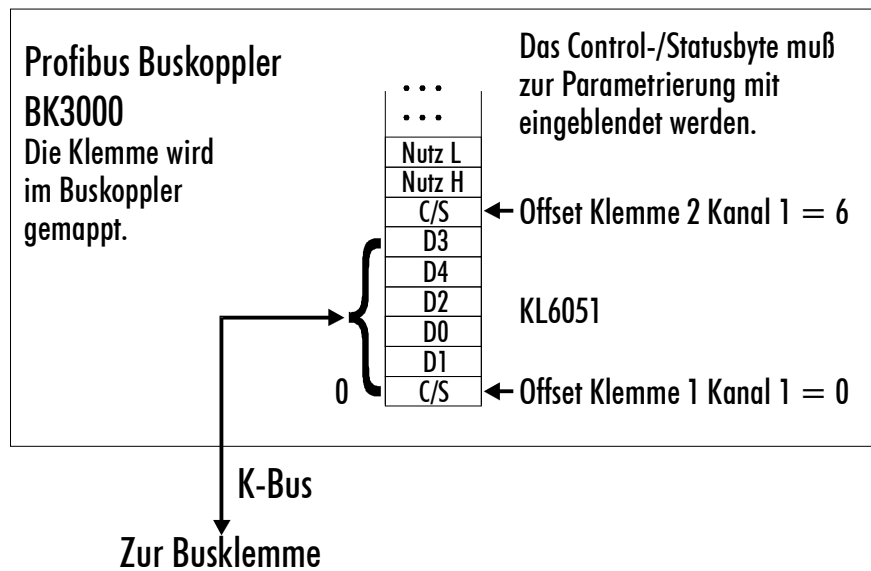 Profibus Buskoppler
BK3000
Die Klemme wird
im Buskoppler
gemappt.
Das Control-/Statusbyte muß
zur Parametrierung mit
eingeblendet werden.
...
...
Nutz L
Nutz H
C/S
Offset Klemme 2 Kanal 1 = 6
D3
D4
D2
KL6051
D0
D1
0
C/S
Offset Klemme 1 Kanal 1 = 0
K-Bus
Zur Busklemme